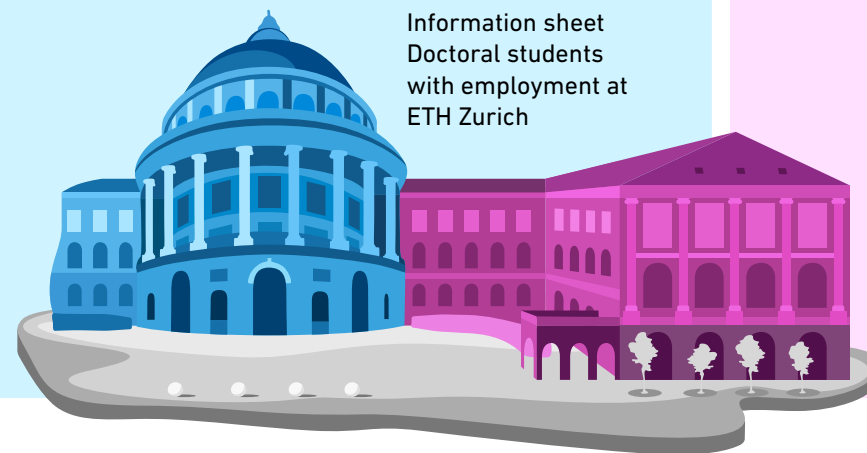 Information sheet
Doctoral students
with employment at
ETH Zurich